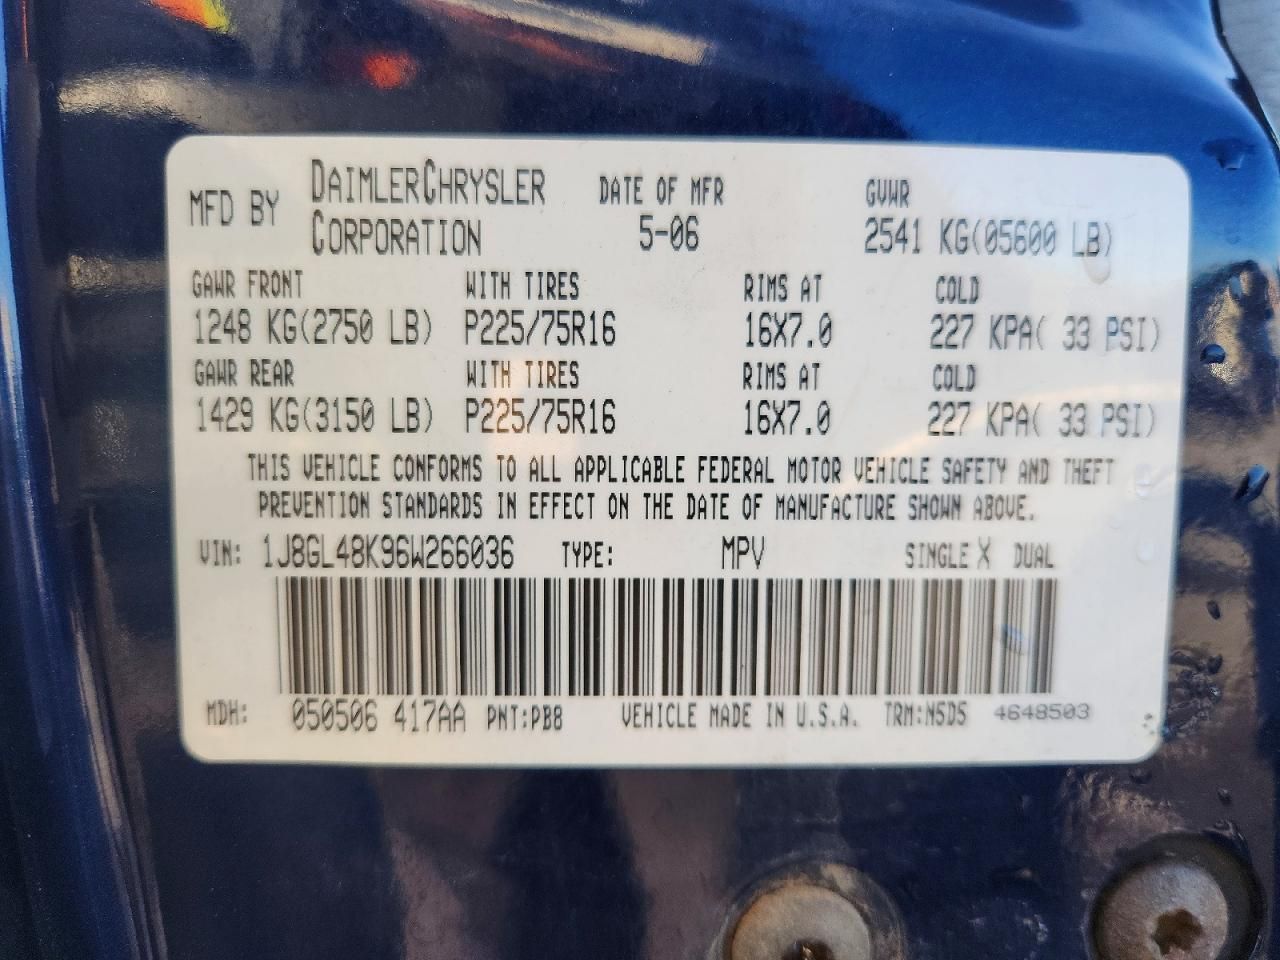 MFD BY DAIMLERCHRYSLER CORPORATION DATE OF MFR 5-06 GVWR 2541 KG(05600 LB)
GAWR FRONT WITH TIRES RIMS AT COLD
1248 KG(2750 LB) P225/75R16 16X7.0 227 KPA( 33 PSI)
GAWR REAR WITH TIRES RIMS AT COLD
1429 KG(3150 LB) P225/75R16 16X7.0 227 KPA( 33 PSI)
THIS VEHICLE CONFORMS TO ALL APPLICABLE FEDERAL MOTOR VEHICLE SAFETY AND THEFT
PREVENTION STANDARDS IN EFFECT ON THE DATE OF MANUFACTURE SHOWN ABOVE.
VIN: 1J8GL48K96W266036 TYPE: MPV SINGLE X DUAL
MDH: 050506 417AA PNT:PB8 VEHICLE MADE IN U.S.A. TRM:N5D5 4648503